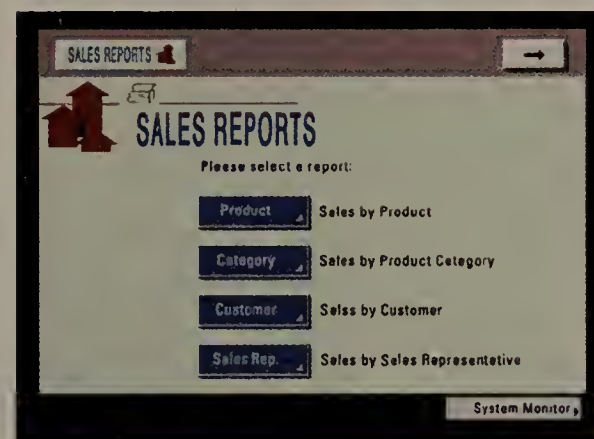 SALES REPORTS
SALES REPORTS
Please select a report:
Product Sales by Product
Category Sales by Product Category
Customer Sales by Customer
Sales Rep. Sales by Sales Representative
System Monitor